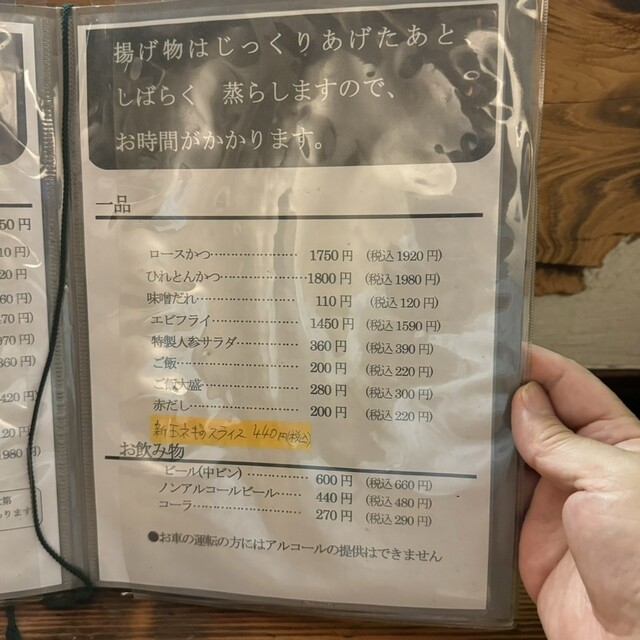 揚げ物はじっくりあげたあと
しばらく 蒸らしますので、
お時間がかかります。
一品
ロースかつ 1750円 (税込1920円)
ひれとんかつ 1800円 (税込1980円)
味噌だれ 110円 (税込120円)
エビフライ 1450円 (税込1590円)
特製人参サラダ 360円 (税込390円)
ご飯 200円 (税込220円)
ご飯大盛 280円 (税込300円)
赤だし 200円 (税込220円)
新玉ネギのスライス 440円(税込)
お飲み物
ビール(中ビン) 600円 (税込660円)
ノンアルコールビール 440円 (税込480円)
コーラ 270円 (税込290円)
●お車の運転の方にはアルコールの提供はできません